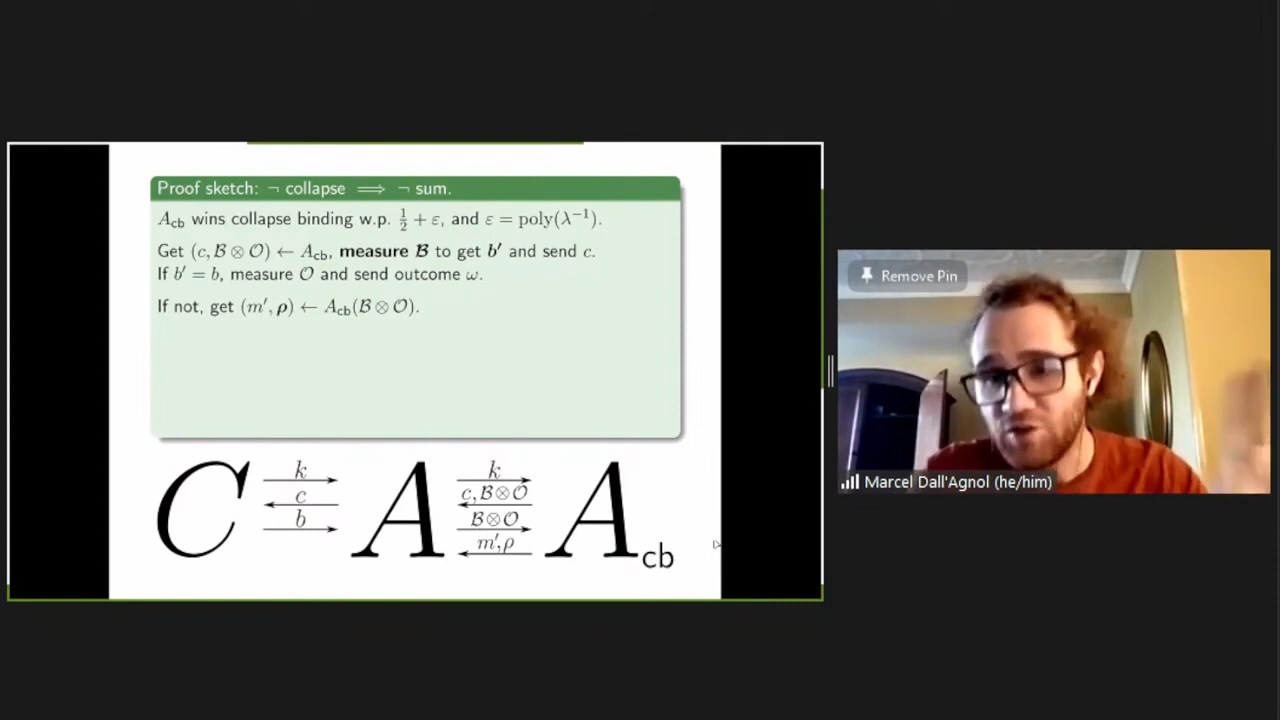 Proof sketch: ¬ collapse ⟹ ¬ sum.
A_cb wins collapse binding w.p. 1/2 + ε, and ε = poly(λ⁻¹).
Get (c, ℬ ⊗ 𝒪) ← A_cb, measure ℬ to get b′ and send c.
If b′ = b, measure 𝒪 and send outcome ω.
If not, get (m′, ρ) ← A_cb(ℬ ⊗ 𝒪).
Remove Pin
Marcel Dall'Agnol (he/him)
k k
c c, ℬ⊗𝒪
b ℬ⊗𝒪
m′, ρ
C A A_cb